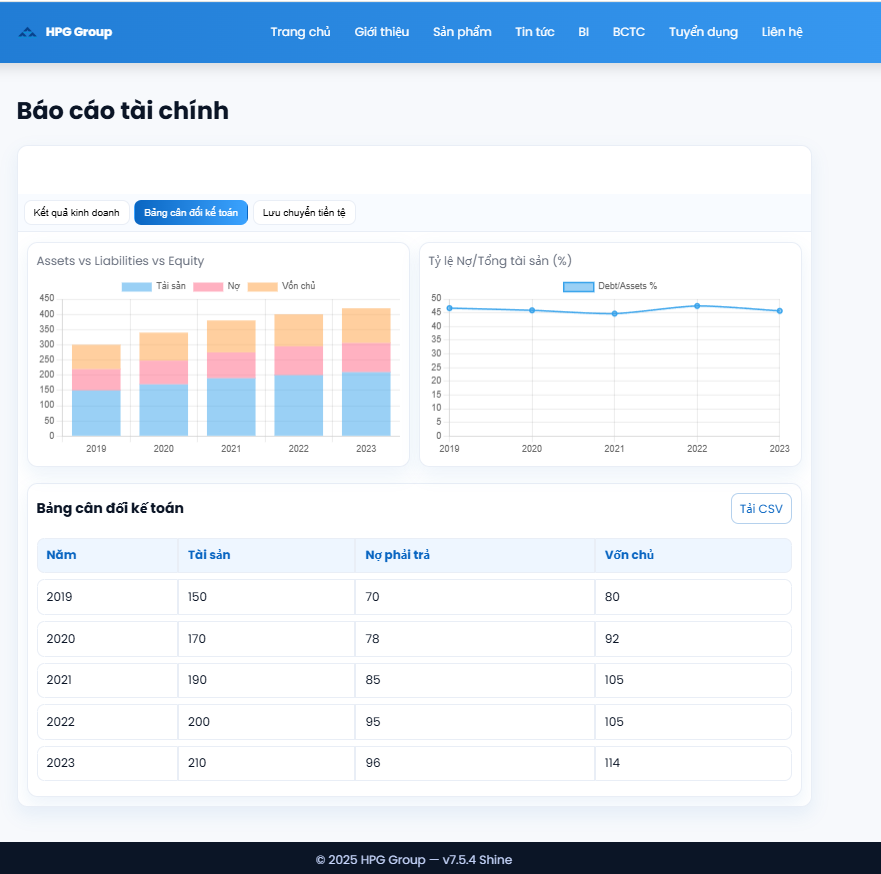 HPG Group Trang chủ Giới thiệu Sản phẩm Tin tức BI BCTC Tuyển dụng Liên hệ
Báo cáo tài chính
Kết quả kinh doanh Bảng cân đối kế toán Lưu chuyển tiền tệ
Assets vs Liabilities vs Equity
Tài sản Nợ Vốn chủ
450
400
350
300
250
200
150
100
50
0
2019 2020 2021 2022 2023
Tỷ lệ Nợ/Tổng tài sản (%)
Debt/Assets %
50
45
40
35
30
25
20
15
10
5
0
2019 2020 2021 2022 2023
Bảng cân đối kế toán Tải CSV
Năm Tài sản Nợ phải trả Vốn chủ
2019 150 70 80
2020 170 78 92
2021 190 85 105
2022 200 95 105
2023 210 96 114
© 2025 HPG Group — v7.5.4 Shine